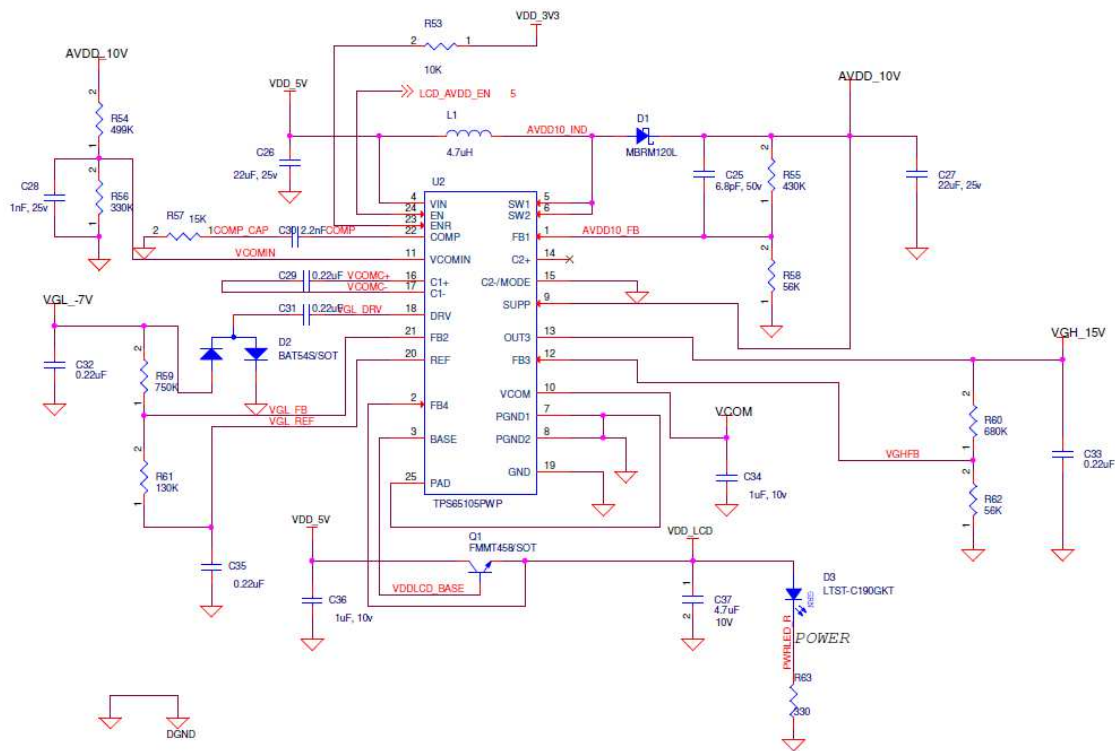 R53
VDD_3V3
2
1
10K
AVDD_10V
VDD_5V
LCD_AVDD_EN 5
AVDD_10V
2
R54
499K
1
L1
4.7uH
AVDD10_IND
D1
MBRM120L
C26
22uF, 25v
C28
1nF, 25v
2
R56
330K
1
1
C25
6.8pF, 50v
R55
430K
2
C27
22uF, 25v
U2
R57
15K
2
1
COMP_CAP
C30
2.2nF
COMP
VCOMIN
C29
0.22uF
VCOMC+
VCOMC-
C31
0.22uF
VGL_DRV
4
VIN
24
EN
23
ENR
22
COMP
11
VCOMIN
16
C1+
17
C1-
18
DRV
21
FB2
20
REF
2
FB4
3
BASE
25
PAD
SW1
5
SW2
6
FB1
1
C2+
14
C2-/MODE
15
SUPP
9
OUT3
13
FB3
12
VCOM
10
PGND1
7
PGND2
8
GND
19
TPS65105PWP
AVDD10_FB
2
R58
56K
1
VGL_-7V
D2
BAT54S/SOT
C32
0.22uF
2
R59
750K
1
VGL_FB
VGL_REF
2
R61
130K
1
C35
0.22uF
VGH_15V
VCOM
C34
1uF, 10v
2
R60
680K
1
VGHFB
2
R62
56K
1
C33
0.22uF
VDD_5V
Q1
FMMT458/SOT
VDD_LCD
VDDLCD_BASE
C36
1uF, 10v
1
C37
4.7uF
10V
2
D3
LTST-C190GKT
GRN
PWRLED_R
POWER
R63
330
DGND